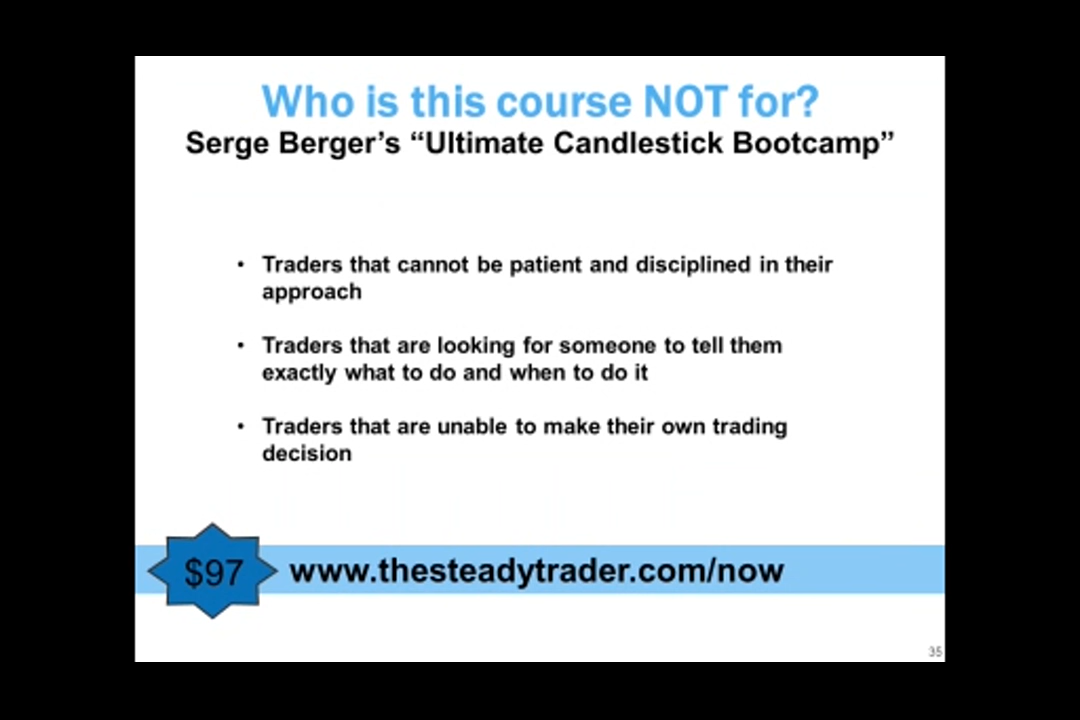 Who is this course NOT for?
Serge Berger’s “Ultimate Candlestick Bootcamp”
• Traders that cannot be patient and disciplined in their
approach
• Traders that are looking for someone to tell them
exactly what to do and when to do it
• Traders that are unable to make their own trading
decision
$97
www.thesteadytrader.com/now
35